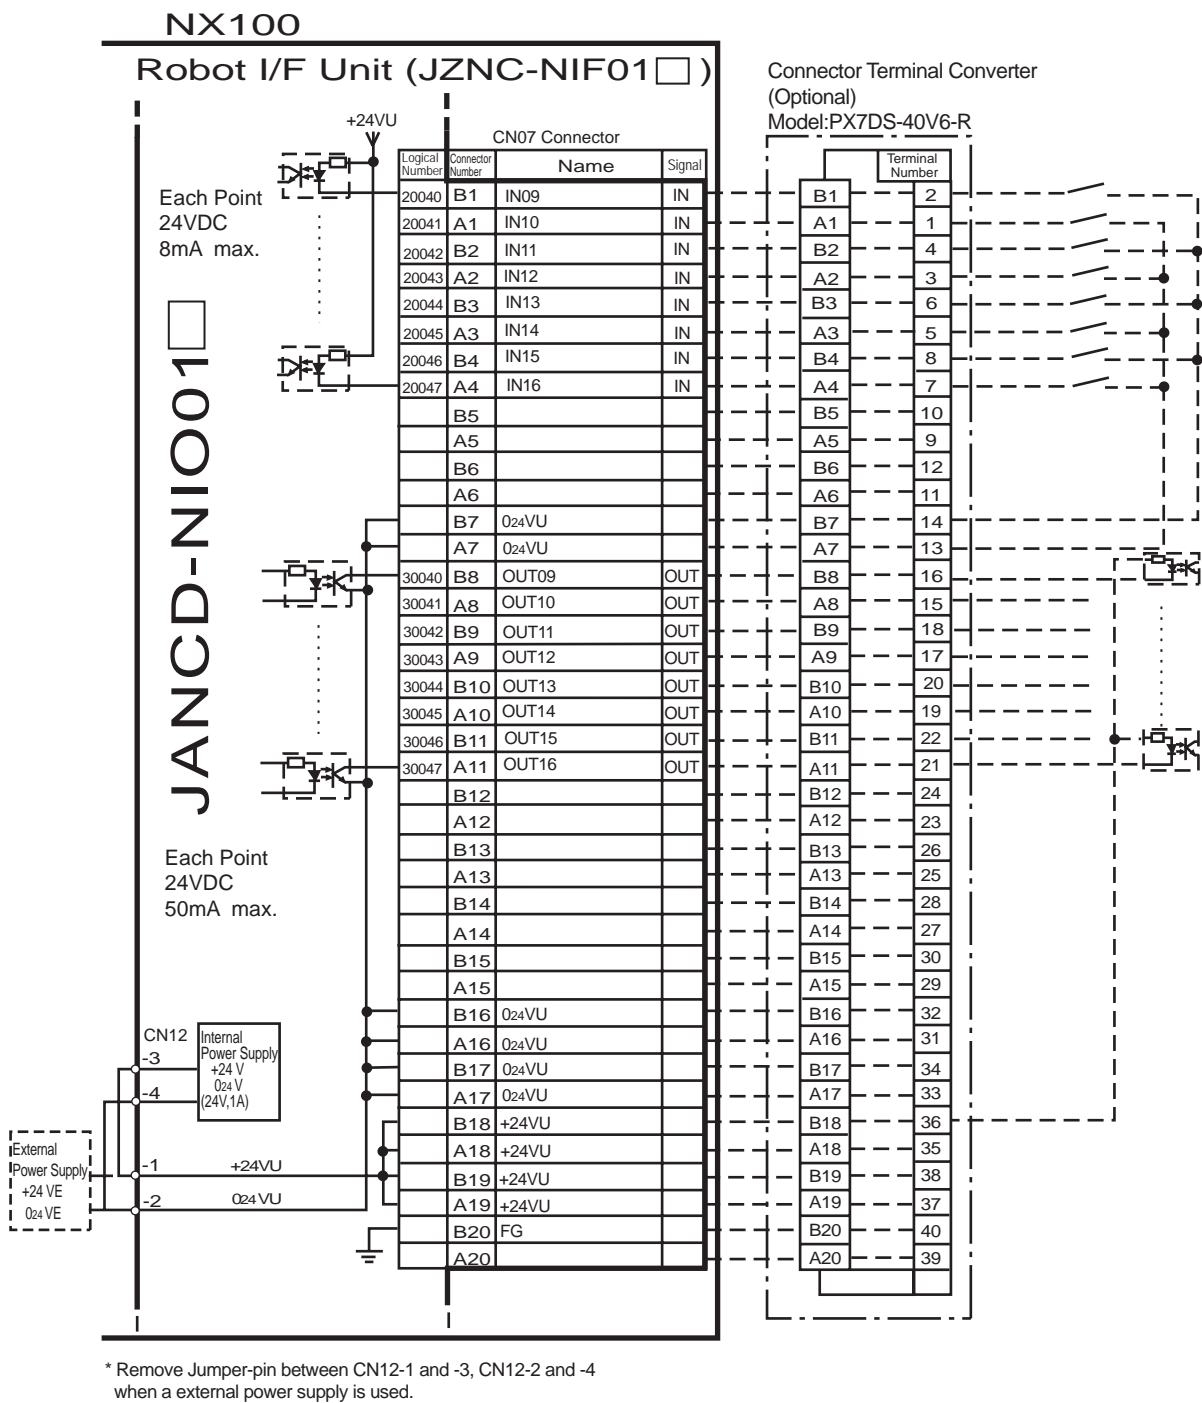 NX100
Robot I/F Unit (JZNC-NIF01□ )
Connector Terminal Converter
(Optional)
Model:PX7DS-40V6-R
+24VU
CN07 Connector
Logical Number Connector Number Name Signal
Terminal Number
Each Point
24VDC
8mA max.
JANCD-NIO01□
20040 B1 IN09 IN B1 2
20041 A1 IN10 IN A1 1
20042 B2 IN11 IN B2 4
20043 A2 IN12 IN A2 3
20044 B3 IN13 IN B3 6
20045 A3 IN14 IN A3 5
20046 B4 IN15 IN B4 8
20047 A4 IN16 IN A4 7
B5 B5 10
A5 A5 9
B6 B6 12
A6 A6 11
B7 024VU B7 14
A7 024VU A7 13
30040 B8 OUT09 OUT B8 16
30041 A8 OUT10 OUT A8 15
30042 B9 OUT11 OUT B9 18
30043 A9 OUT12 OUT A9 17
30044 B10 OUT13 OUT B10 20
30045 A10 OUT14 OUT A10 19
30046 B11 OUT15 OUT B11 22
30047 A11 OUT16 OUT A11 21
B12 B12 24
A12 A12 23
B13 B13 26
A13 A13 25
B14 B14 28
A14 A14 27
B15 B15 30
A15 A15 29
B16 024VU B16 32
A16 024VU A16 31
B17 024VU B17 34
A17 024VU A17 33
B18 +24VU B18 36
A18 +24VU A18 35
B19 +24VU B19 38
A19 +24VU A19 37
B20 FG B20 40
A20 A20 39
Each Point
24VDC
50mA max.
CN12
-3
-4
Internal
Power Supply
+24 V
024 V
(24V,1A)
External
Power Supply
+24 VE
024 VE
-1 +24VU
-2 024 VU
* Remove Jumper-pin between CN12-1 and -3, CN12-2 and -4
when a external power supply is used.